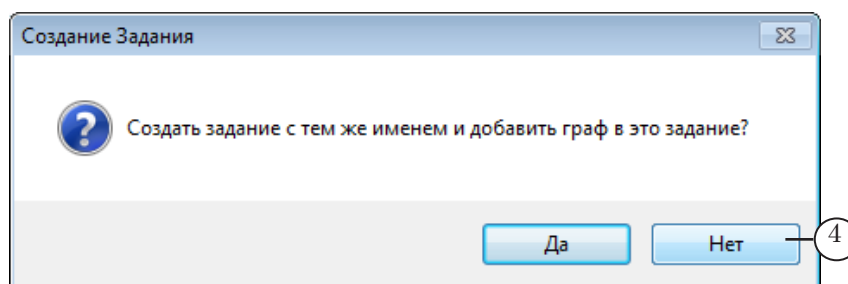 Создание Задания
Создать задание с тем же именем и добавить граф в это задание?
Да
Нет
4